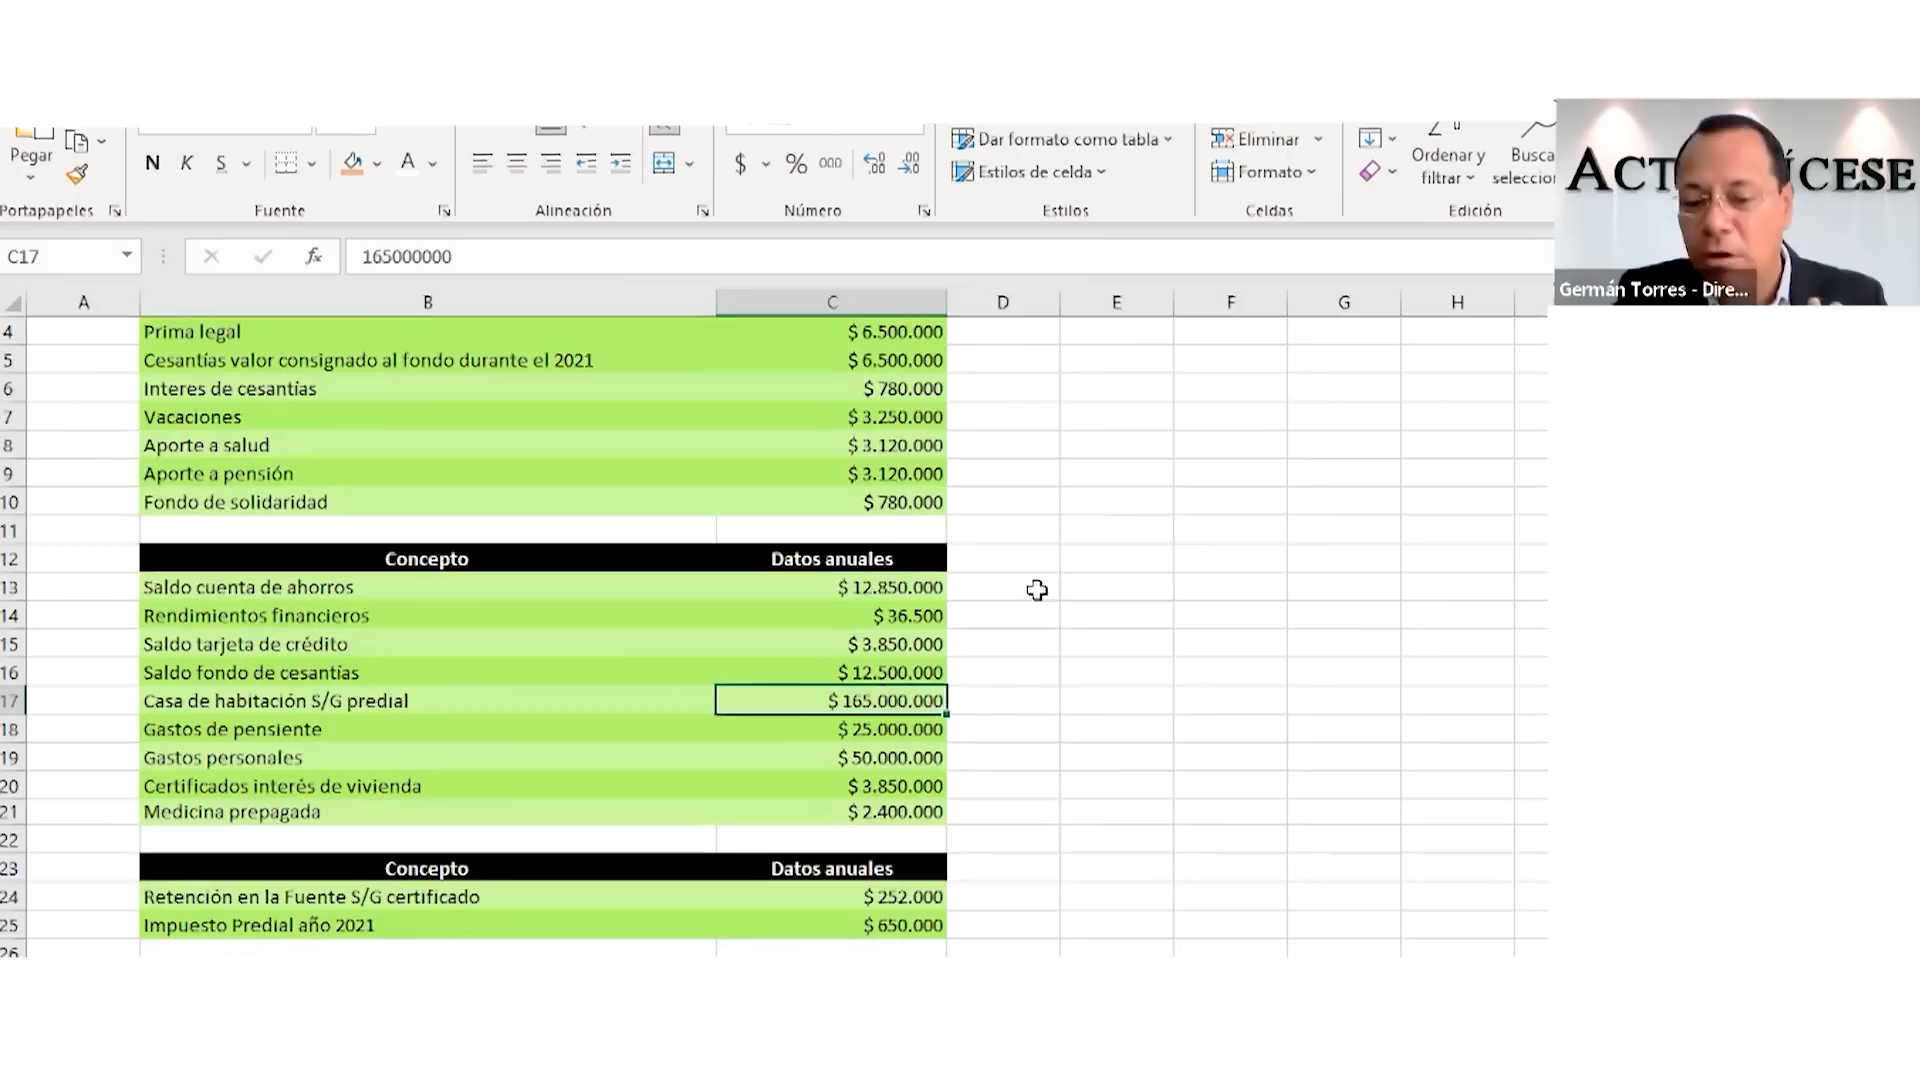 Pegar
Portapapeles
N K S
A
Fuente
Alineación
$ % 000
Número
Dar formato como tabla
Estilos de celda
Estilos
Eliminar
Formato
Celdas
Ordenar y
filtrar
Busca
seleccion
Edición
C17 fx 165000000
A B C D E F G H
4 Prima legal $ 6.500.000
5 Cesantías valor consignado al fondo durante el 2021 $ 6.500.000
6 Interes de cesantías $ 780.000
7 Vacaciones $ 3.250.000
8 Aporte a salud $ 3.120.000
9 Aporte a pensión $ 3.120.000
10 Fondo de solidaridad $ 780.000
11
12 Concepto Datos anuales
13 Saldo cuenta de ahorros $ 12.850.000
14 Rendimientos financieros $ 36.500
15 Saldo tarjeta de crédito $ 3.850.000
16 Saldo fondo de cesantías $ 12.500.000
17 Casa de habitación S/G predial $ 165.000.000
18 Gastos de pensiente $ 25.000.000
19 Gastos personales $ 50.000.000
20 Certificados interés de vivienda $ 3.850.000
21 Medicina prepagada $ 2.400.000
22
23 Concepto Datos anuales
24 Retención en la Fuente S/G certificado $ 252.000
25 Impuesto Predial año 2021 $ 650.000
26
Germán Torres - Dire...